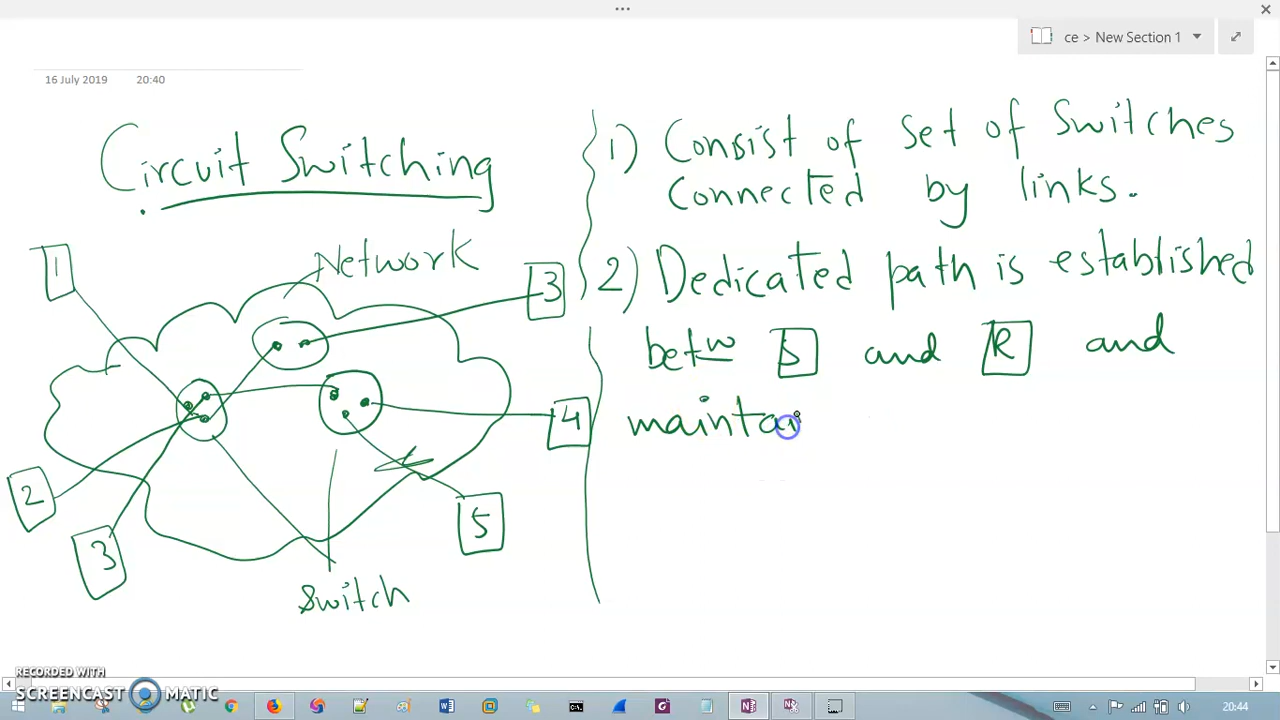 ce > New Section 1
16 July 2019 20:40
Circuit Switching
1) Consist of Set of Switches
Connected by links.
2) Dedicated path is established
betw S and R and
maintai
Network
1
3
2
3
4
5
Switch
RECORDED WITH
SCREENCAST MATIC
20:44